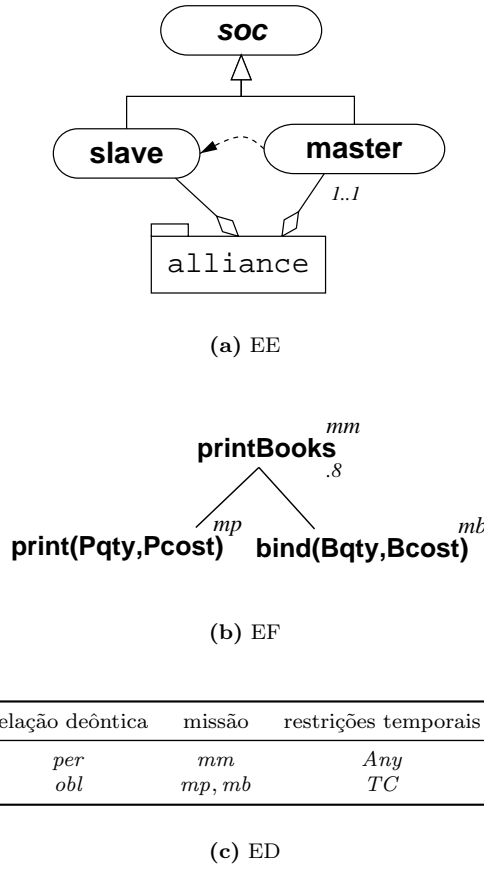 soc
slave
master
1..1
alliance
(a) EE
mm
printBooks
.8
print(Pqty,Pcost) mp bind(Bqty,Bcost) mb
(b) EF
elação deôntica missão restrições temporais
per mm Any
obl mp, mb TC
(c) ED